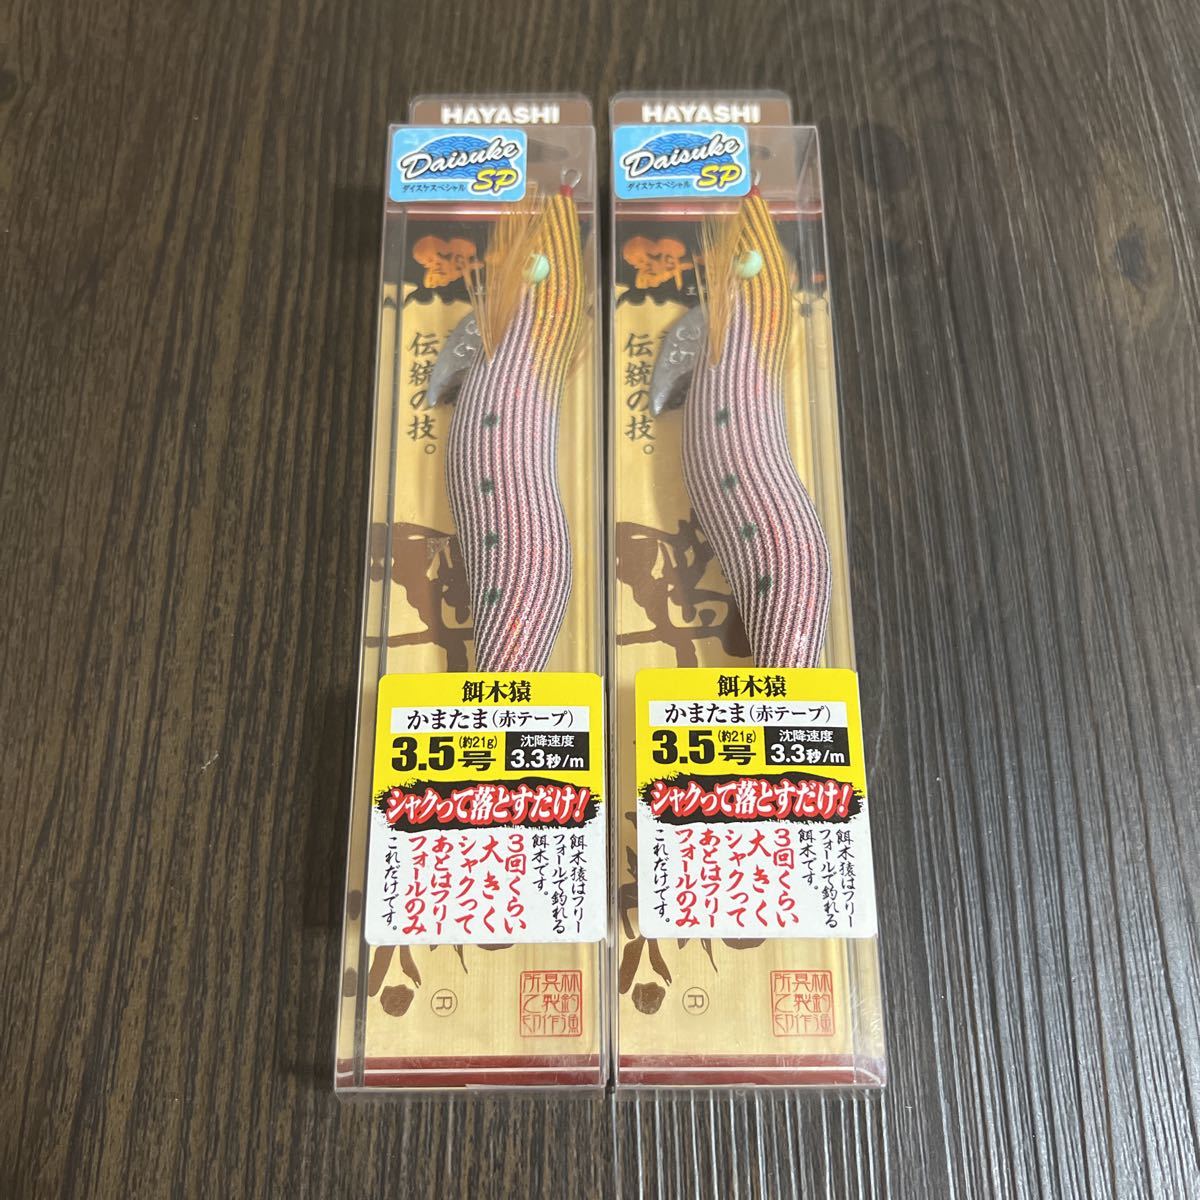 HAYASHI
Daisuke
SP
ダイスケスペシャル
伝統の技。
3.5
餌木猿
かまたま(赤テープ)
3.5号
(約21g)
沈降速度
3.3秒/m
シャクって落とすだけ!
餌木猿はフリー
フォールで釣れる
餌木です。
3回くらい
大きく
シャクって
あとはフリー
フォールのみ
これだけです。
R
林釣漁
具製作
所之印
HAYASHI
Daisuke
SP
ダイスケスペシャル
伝統の技。
3.5
餌木猿
かまたま(赤テープ)
3.5号
(約21g)
沈降速度
3.3秒/m
シャクって落とすだけ!
餌木猿はフリー
フォールで釣れる
餌木です。
3回くらい
大きく
シャクって
あとはフリー
フォールのみ
これだけです。
R
林釣漁
具製作
所之印